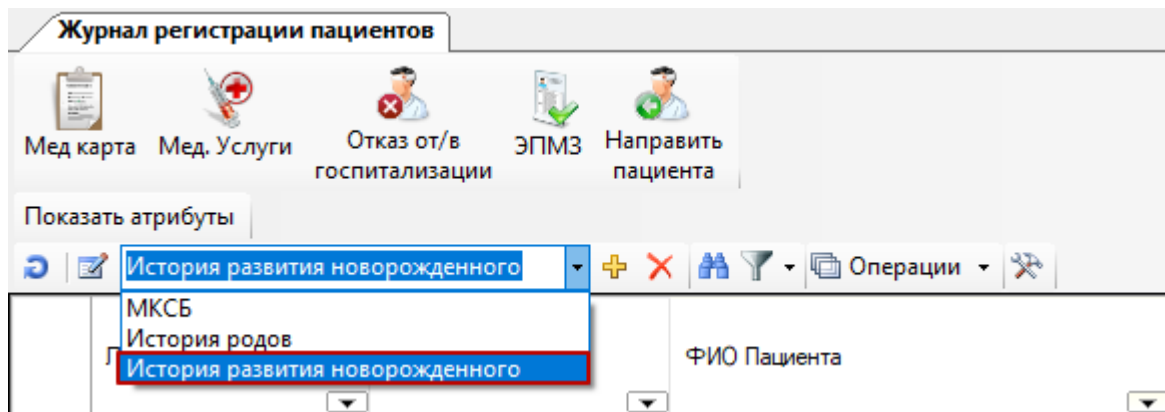 Журнал регистрации пациентов
Мед карта
Мед. Услуги
Отказ от/в
госпитализации
ЭПМЗ
Направить
пациента
Показать атрибуты
История развития новорожденного
Операции
МКСБ
История родов
История развития новорожденного
ФИО Пациента